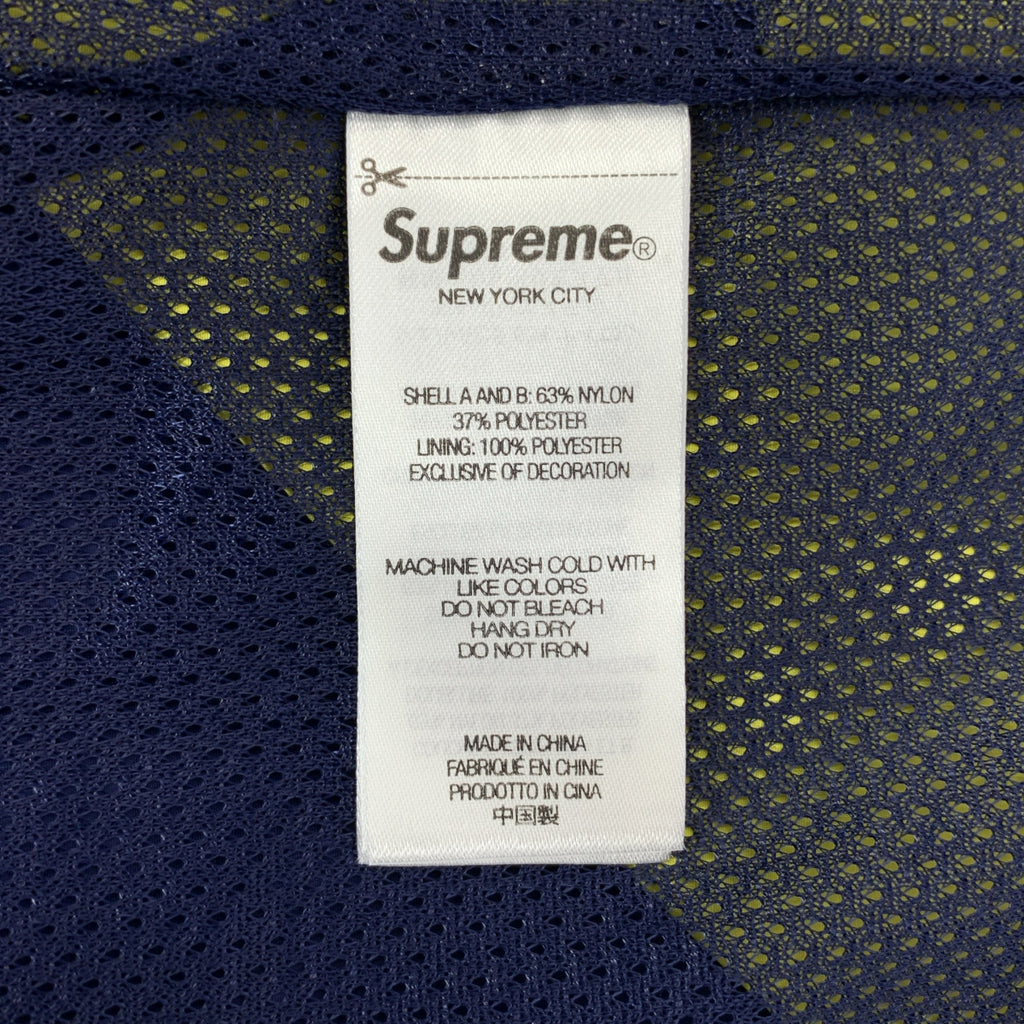 Supreme®
NEW YORK CITY
SHELL A AND B: 63% NYLON
37% POLYESTER
LINING: 100% POLYESTER
EXCLUSIVE OF DECORATION
MACHINE WASH COLD WITH
LIKE COLORS
DO NOT BLEACH
HANG DRY
DO NOT IRON
MADE IN CHINA
FABRIQUÉ EN CHINE
PRODOTTO IN CINA
中国製